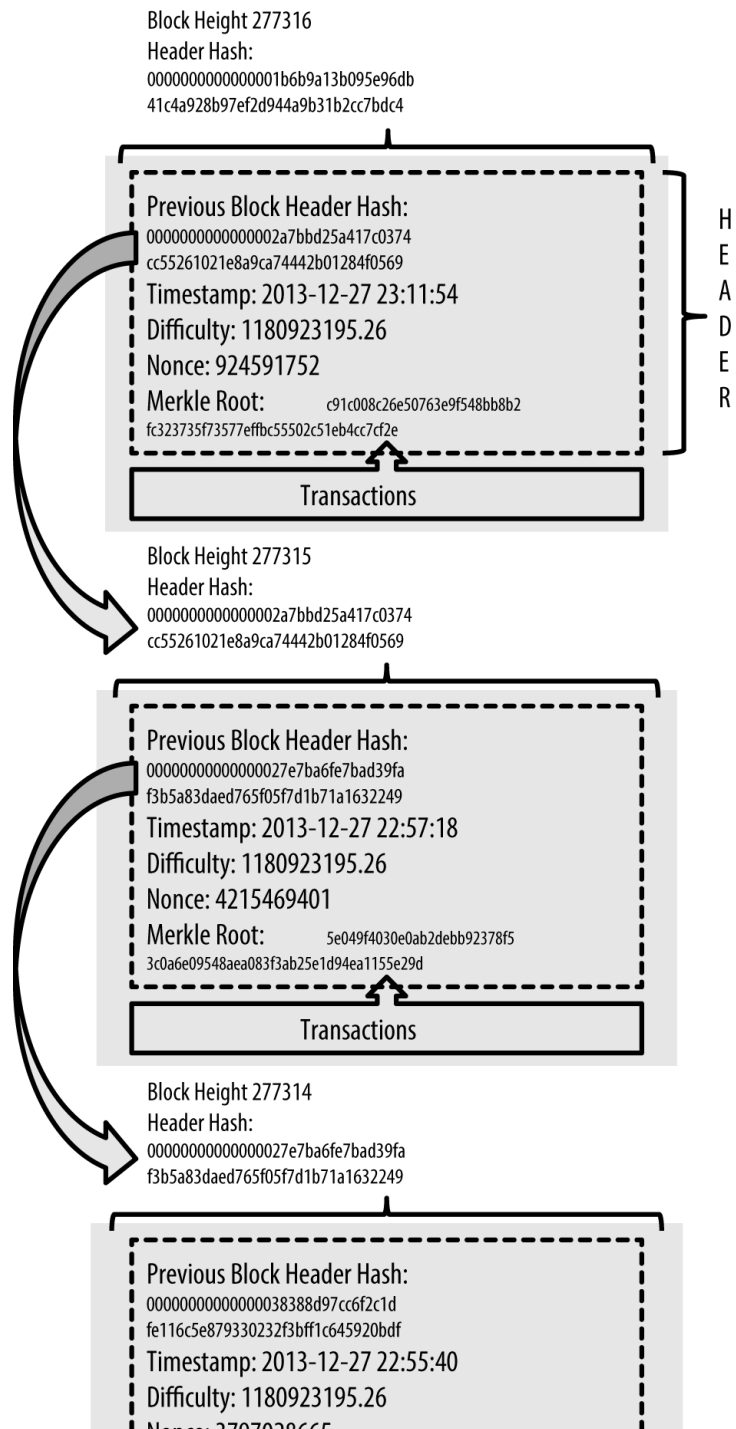 Block Height 277316
Header Hash:
0000000000000001b6b9a13b095e96db
41c4a928b97ef2d944a9b31b2cc7bdc4
Previous Block Header Hash:
0000000000000002a7bbd25a417c0374
cc55261021e8a9ca74442b01284f0569
Timestamp: 2013-12-27 23:11:54
Difficulty: 1180923195.26
Nonce: 924591752
Merkle Root: c91c008c26e50763e9f548bb8b2
fc323735f73577effbc55502c51eb4cc7cf2e
Transactions
HEADER
Block Height 277315
Header Hash:
0000000000000002a7bbd25a417c0374
cc55261021e8a9ca74442b01284f0569
Previous Block Header Hash:
00000000000000027e7ba6fe7bad39fa
f3b5a83daed765f05f7d1b71a1632249
Timestamp: 2013-12-27 22:57:18
Difficulty: 1180923195.26
Nonce: 4215469401
Merkle Root: 5e049f4030e0ab2debb92378f5
3c0a6e09548aea083f3ab25e1d94ea1155e29d
Transactions
Block Height 277314
Header Hash:
00000000000000027e7ba6fe7bad39fa
f3b5a83daed765f05f7d1b71a1632249
Previous Block Header Hash:
00000000000000038388d97cc6f2c1d
fe116c5e879330232f3bff1c645920bdf
Timestamp: 2013-12-27 22:55:40
Difficulty: 1180923195.26
Nonce: 3797028665